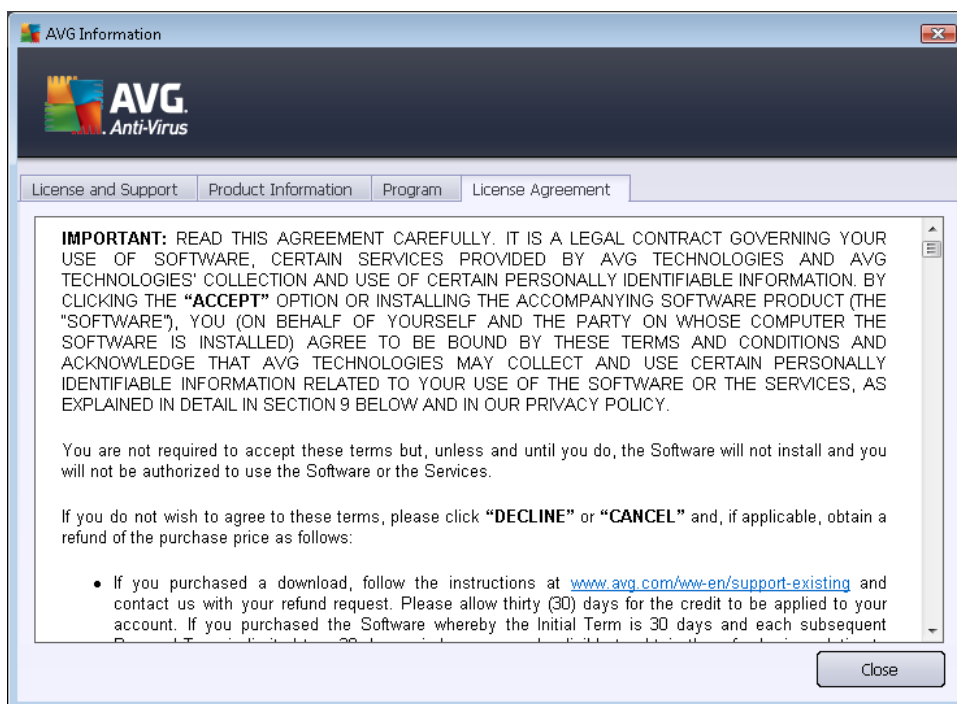 AVG Information
AVG.
Anti-Virus
License and Support Product Information Program License Agreement
IMPORTANT: READ THIS AGREEMENT CAREFULLY. IT IS A LEGAL CONTRACT GOVERNING YOUR
USE OF SOFTWARE, CERTAIN SERVICES PROVIDED BY AVG TECHNOLOGIES AND AVG
TECHNOLOGIES' COLLECTION AND USE OF CERTAIN PERSONALLY IDENTIFIABLE INFORMATION. BY
CLICKING THE “ACCEPT” OPTION OR INSTALLING THE ACCOMPANYING SOFTWARE PRODUCT (THE
"SOFTWARE"), YOU (ON BEHALF OF YOURSELF AND THE PARTY ON WHOSE COMPUTER THE
SOFTWARE IS INSTALLED) AGREE TO BE BOUND BY THESE TERMS AND CONDITIONS AND
ACKNOWLEDGE THAT AVG TECHNOLOGIES MAY COLLECT AND USE CERTAIN PERSONALLY
IDENTIFIABLE INFORMATION RELATED TO YOUR USE OF THE SOFTWARE OR THE SERVICES, AS
EXPLAINED IN DETAIL IN SECTION 9 BELOW AND IN OUR PRIVACY POLICY.
You are not required to accept these terms but, unless and until you do, the Software will not install and you
will not be authorized to use the Software or the Services.
If you do not wish to agree to these terms, please click “DECLINE” or “CANCEL” and, if applicable, obtain a
refund of the purchase price as follows:
• If you purchased a download, follow the instructions at www.avg.com/ww-en/support-existing and
contact us with your refund request. Please allow thirty (30) days for the credit to be applied to your
account. If you purchased the Software whereby the Initial Term is 30 days and each subsequent
Close